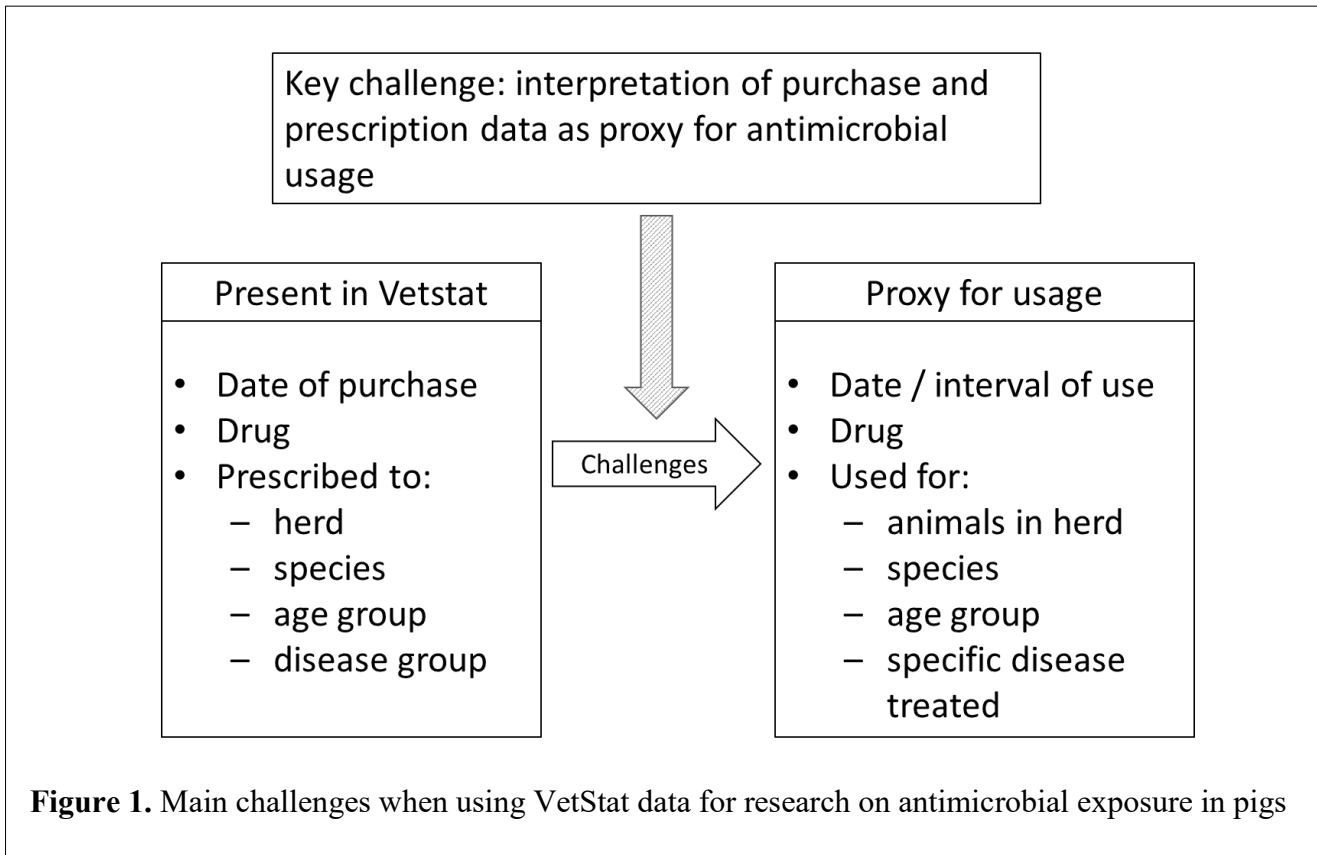 Key challenge: interpretation of purchase and
prescription data as proxy for antimicrobial
usage
Present in Vetstat
• Date of purchase
• Drug
• Prescribed to:
– herd
– species
– age group
– disease group
Challenges
Proxy for usage
• Date / interval of use
• Drug
• Used for:
– animals in herd
– species
– age group
– specific disease
treated
Figure 1. Main challenges when using VetStat data for research on antimicrobial exposure in pigs